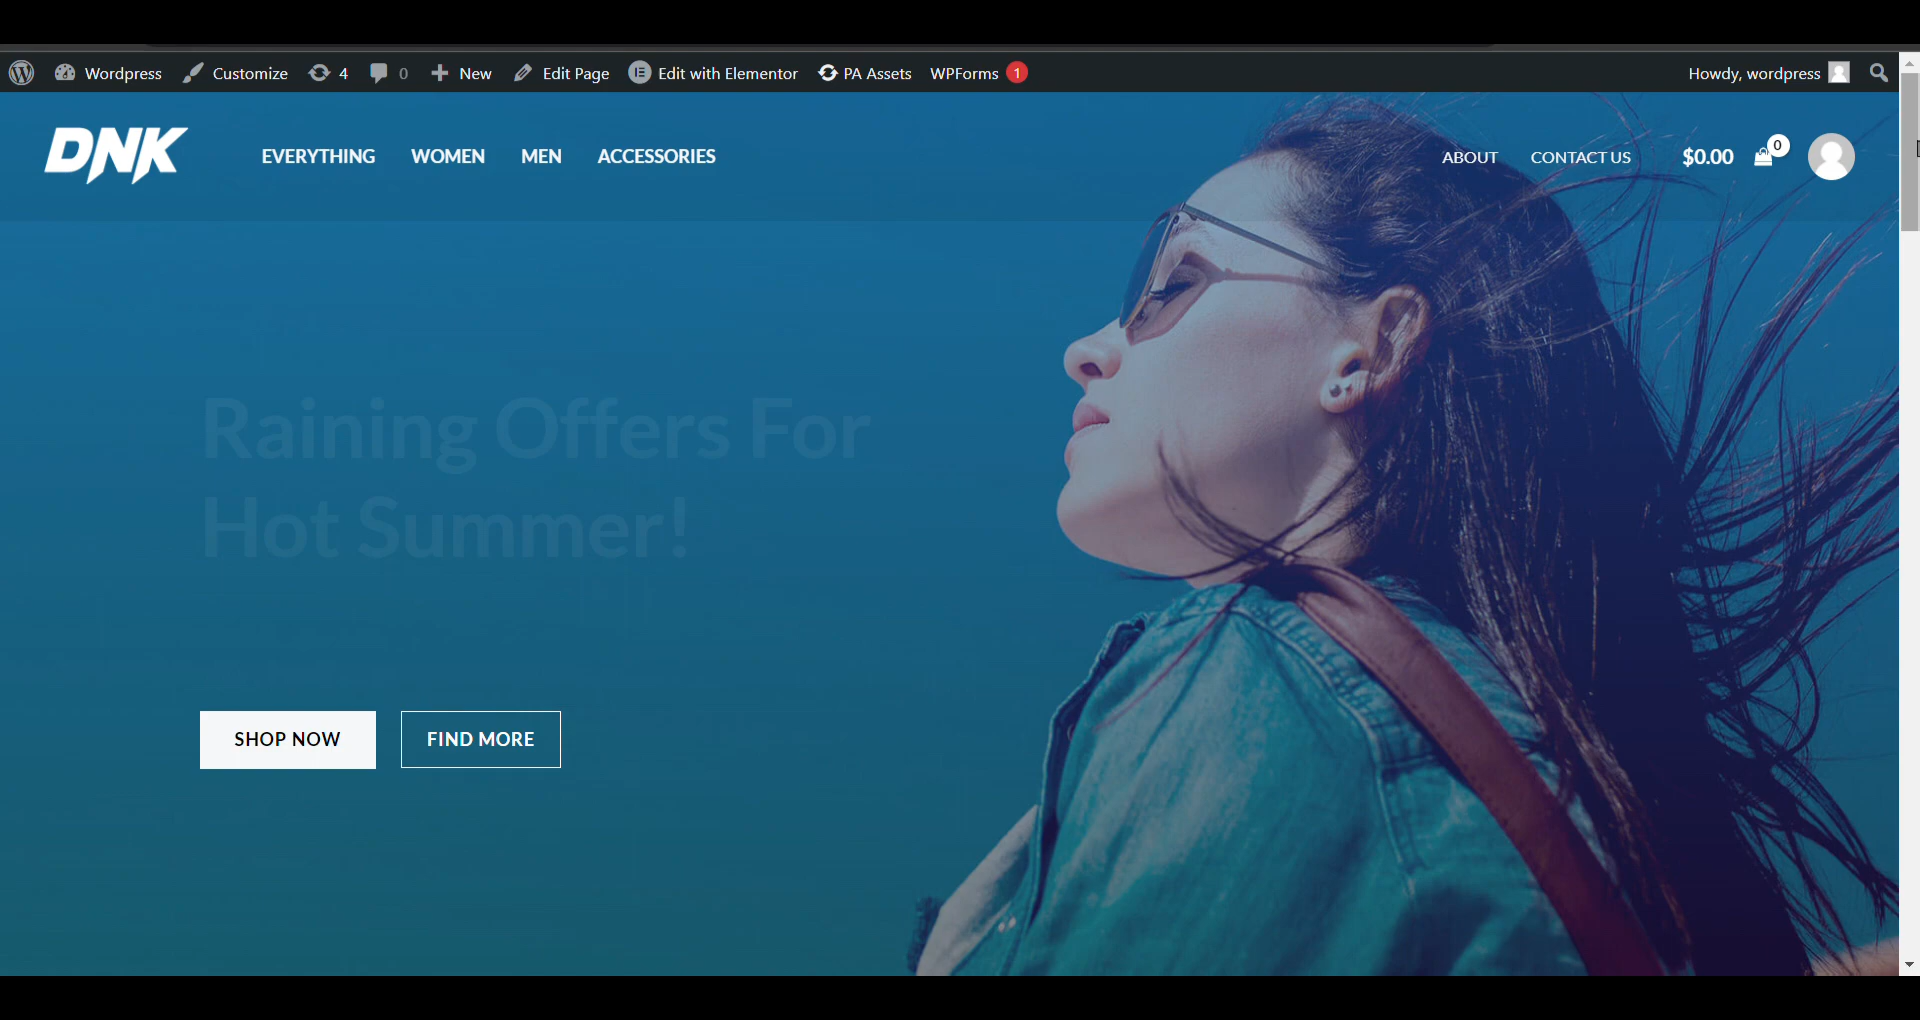 Wordpress Customize 4 0 New Edit Page Edit with Elementor PA Assets WPForms 1 Howdy, wordpress
DNK EVERYTHING WOMEN MEN ACCESSORIES ABOUT CONTACT US $0.00 0
Raining Offers For
Hot Summer!
SHOP NOW FIND MORE